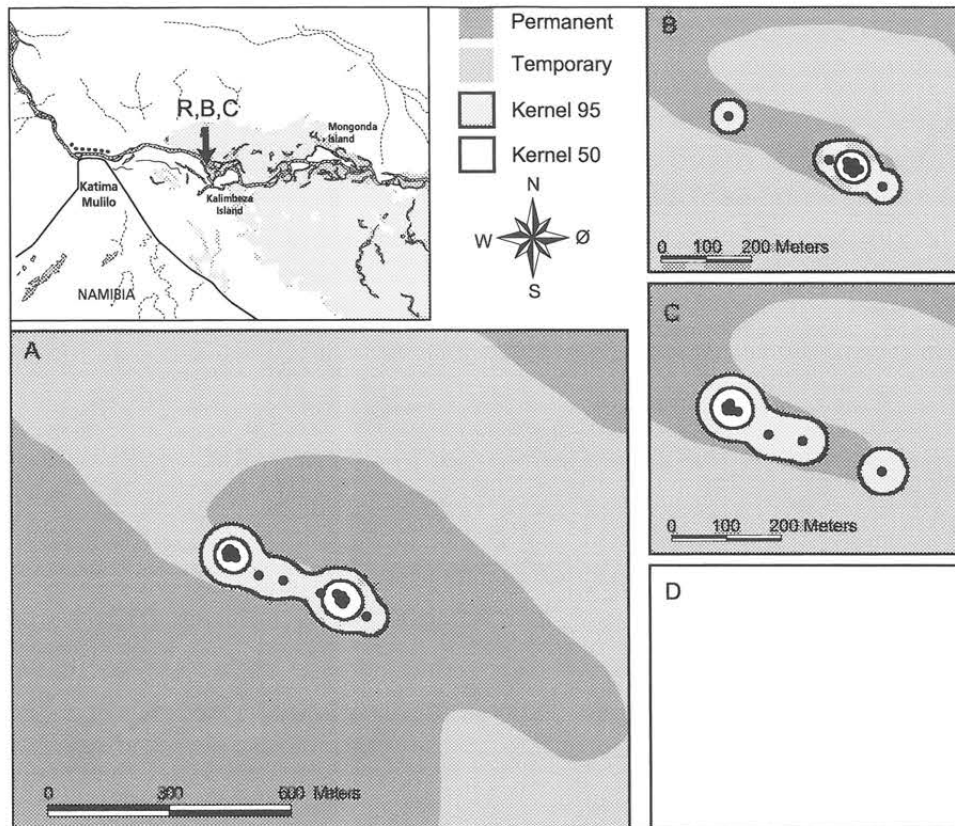 R,B,C
Mongonda
Island
Katima
Mulilo
Kalimbeza
Island
NAMIBIA
Permanent
Temporary
Kernel 95
Kernel 50
N
W
Ø
S
B
0 100 200 Meters
C
0 100 200 Meters
A
0 300 600 Meters
D